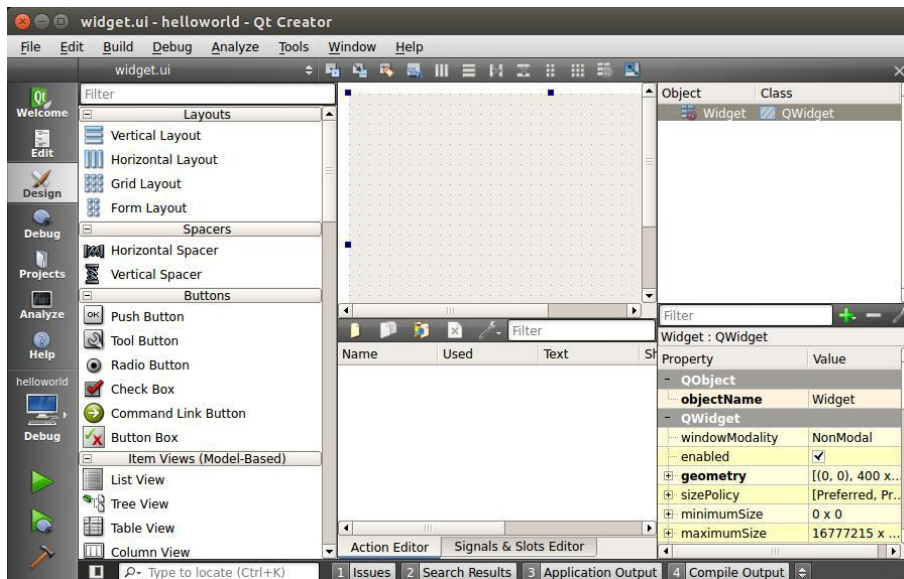 widget.ui - helloworld - Qt Creator
File Edit Build Debug Analyze Tools Window Help
widget.ui
Welcome
Edit
Design
Debug
Projects
Analyze
Help
helloworld
Debug
Filter
Layouts
Vertical Layout
Horizontal Layout
Grid Layout
Form Layout
Spacers
Horizontal Spacer
Vertical Spacer
Buttons
OK Push Button
Tool Button
Radio Button
Check Box
Command Link Button
Button Box
Item Views (Model-Based)
List View
Tree View
Table View
Column View
Filter
Name Used Text Sh
Action Editor Signals & Slots Editor
Object Class
Widget QWidget
Filter
Widget : QWidget
Property Value
QObject
objectName Widget
QWidget
windowModality NonModal
enabled
geometry [(0, 0), 400 x...
sizePolicy [Preferred, Pr...
minimumSize 0 x 0
maximumSize 16777215 x ...
Type to locate (Ctrl+K) 1 Issues 2 Search Results 3 Application Output 4 Compile Output